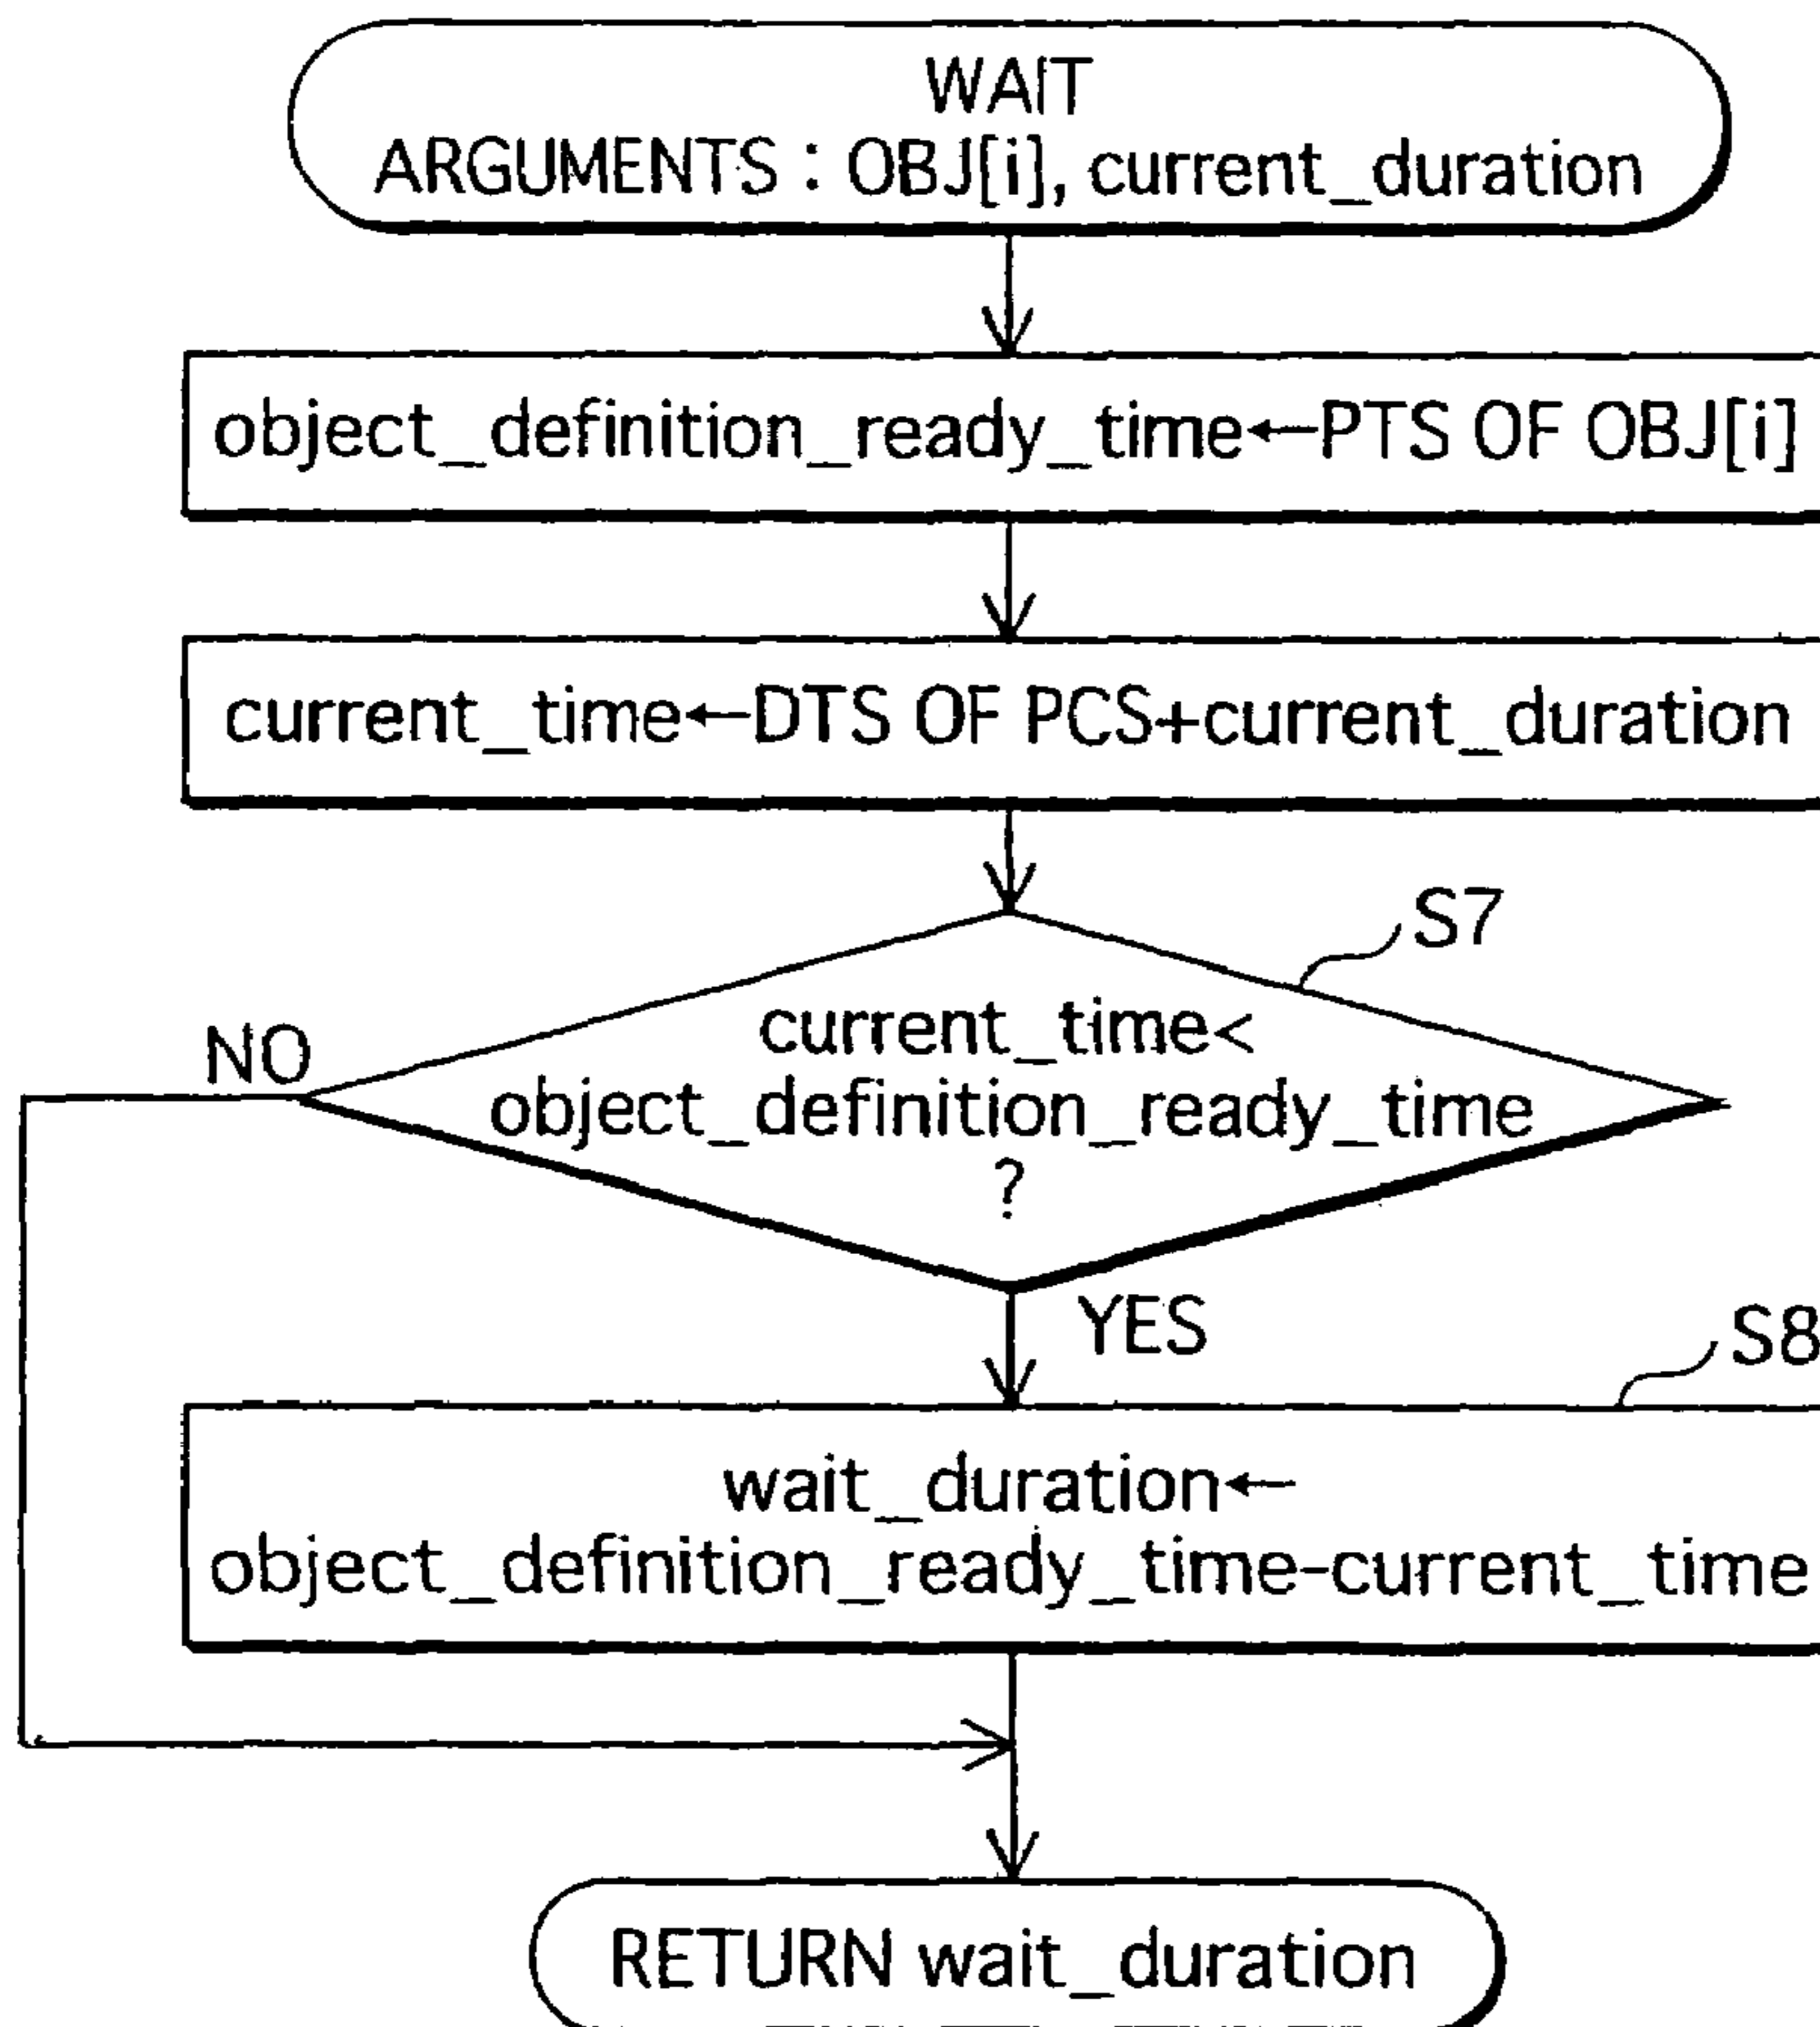 WAIT
ARGUMENTS : OBJ[i], current_duration
object_definition_ready_time←PTS OF OBJ[i]
current_time←DTS OF PCS+current_duration
S7
current_time<
NO
object_definition_ready_time
?
YES
S8
wait_duration←
object_definition_ready_time-current_time
RETURN wait_duration